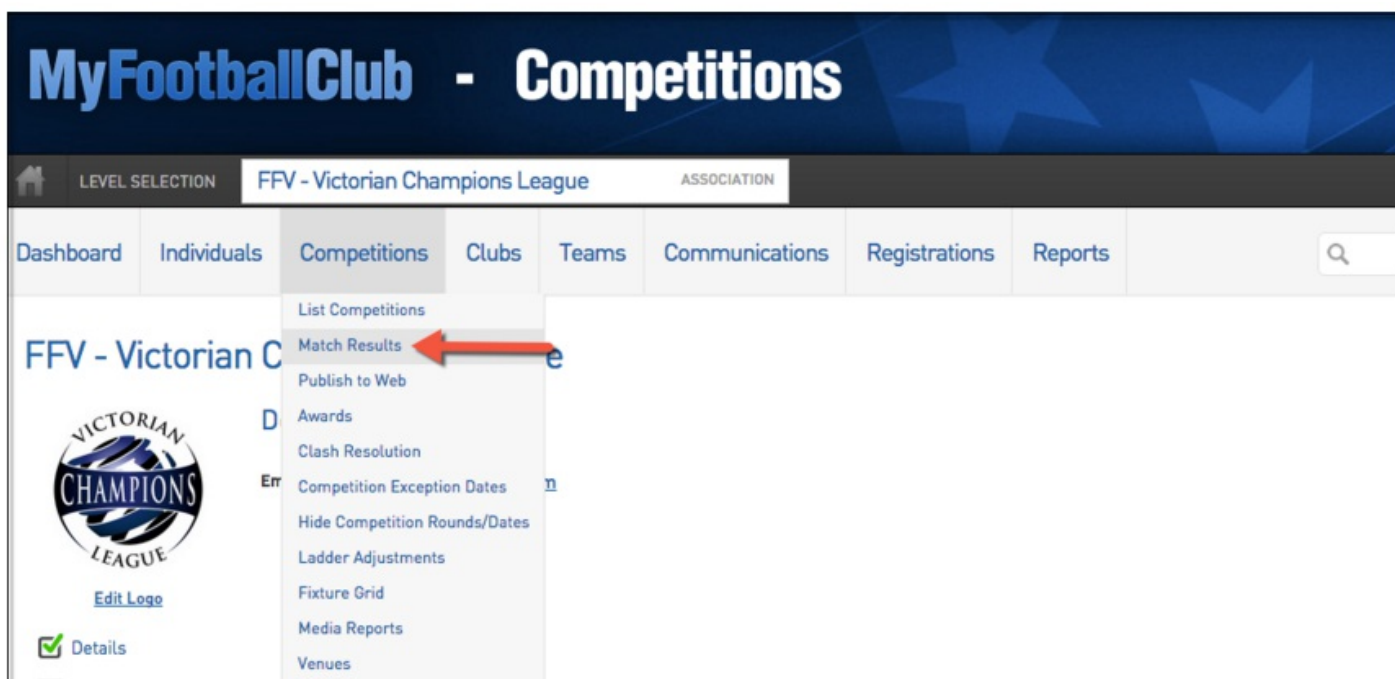 MyFootballClub - Competitions
LEVEL SELECTION FFV - Victorian Champions League ASSOCIATION
Dashboard Individuals Competitions Clubs Teams Communications Registrations Reports
List Competitions
Match Results
Publish to Web
Awards
Clash Resolution
Competition Exception Dates
Hide Competition Rounds/Dates
Ladder Adjustments
Fixture Grid
Media Reports
Venues
FFV - Victorian C e
D
Em m
VICTORIAN
CHAMPIONS
LEAGUE
Edit Logo
Details